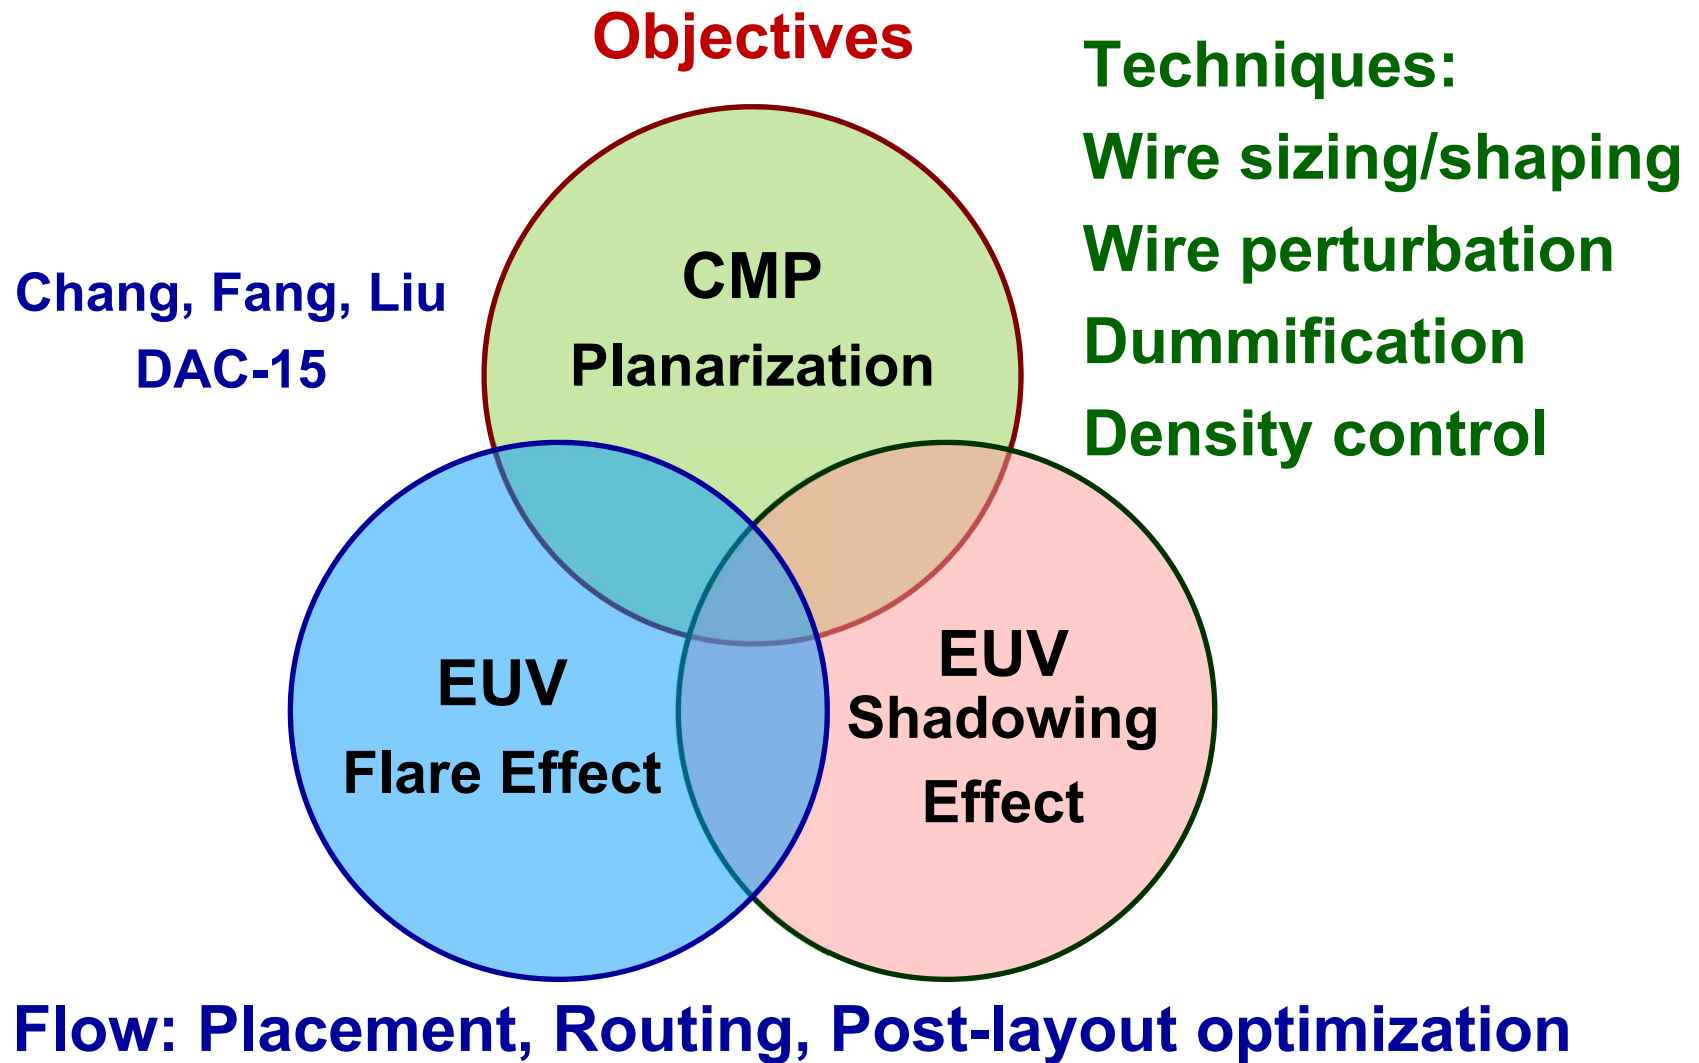 Objectives
Techniques:
Wire sizing/shaping
Wire perturbation
Dummification
Density control
Chang, Fang, Liu
DAC-15
CMP
Planarization
EUV
Flare Effect
EUV
Shadowing
Effect
Flow: Placement, Routing, Post-layout optimization